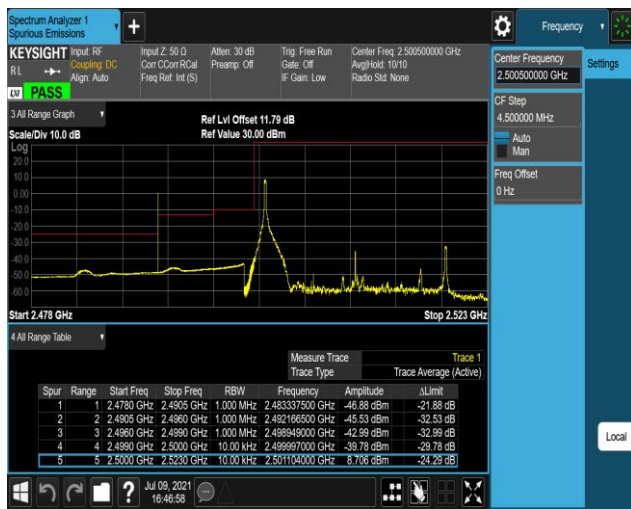 Spectrum Analyzer 1
Spurious Emissions
Frequency
KEYSIGHT
Input: RF
Coupling: DC
Align: Auto
Input Z: 50 Ω
Corr CCorr RCal
Freq Ref: Int (S)
Atten: 30 dB
Preamp: Off
Trig: Free Run
Gate: Off
IF Gain: Low
Center Freq: 2.500500000 GHz
Avg|Hold: 10/10
Radio Std: None
RL
LXI
PASS
Center Frequency
2.500500000 GHz
Settings
CF Step
4.500000 MHz
Auto
Man
Freq Offset
0 Hz
3 All Range Graph
Ref Lvl Offset 11.79 dB
Scale/Div 10.0 dB
Ref Value 30.00 dBm
Log
20.0
10.0
0.00
-10.0
-20.0
-30.0
-40.0
-50.0
-60.0
Start 2.478 GHz
Stop 2.523 GHz
4 All Range Table
Measure Trace Trace 1
Trace Type Trace Average (Active)
Spur Range Start Freq Stop Freq RBW Frequency Amplitude ΔLimit
1 1 2.4780 GHz 2.4905 GHz 1.000 MHz 2.483337500 GHz -46.88 dBm -21.88 dB
2 2 2.4905 GHz 2.4960 GHz 1.000 MHz 2.492166500 GHz -45.53 dBm -32.53 dB
3 3 2.4960 GHz 2.4990 GHz 1.000 MHz 2.498949000 GHz -42.99 dBm -32.99 dB
4 4 2.4990 GHz 2.5000 GHz 10.00 kHz 2.499997000 GHz -39.78 dBm -29.78 dB
5 5 2.5000 GHz 2.5230 GHz 10.00 kHz 2.501104000 GHz 8.706 dBm -24.29 dB
Local
Jul 09, 2021
16:46:58